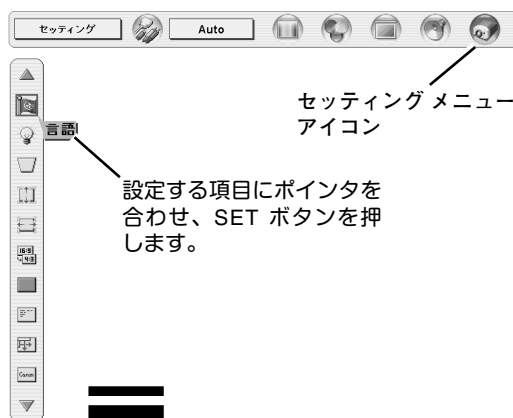 セッティング Auto
セッティング メニュー
アイコン
言語
設定する項目にポインタを
合わせ、SET ボタンを押
します。
16:9
4:3
Canon